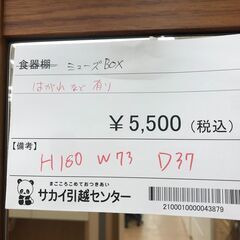 食器棚 ミューズBOX
はがれなど有り
¥5,500(税込)
【備考】
H160 W73 D37
まごころこめておつきあい
サカイ引越センター
2100010000043879